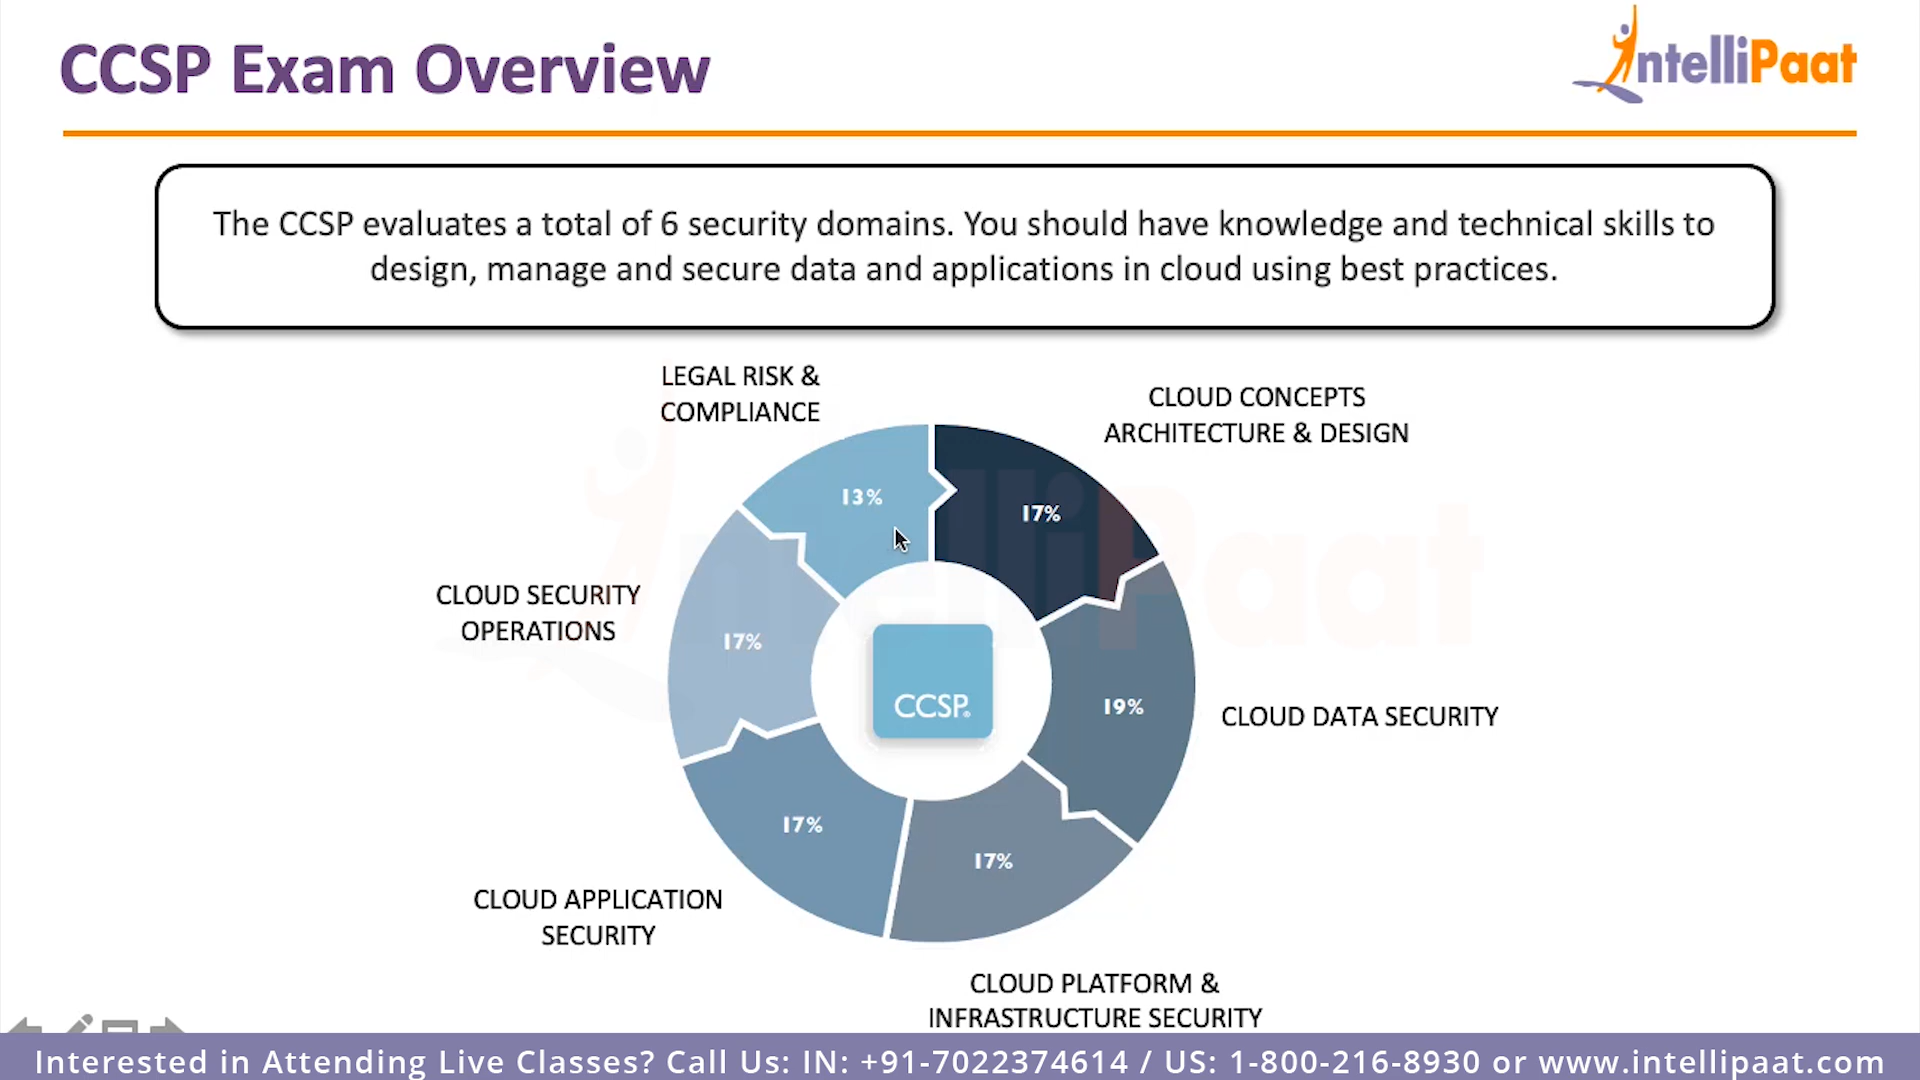 CCSP Exam Overview
IntelliPaat
The CCSP evaluates a total of 6 security domains. You should have knowledge and technical skills to
design, manage and secure data and applications in cloud using best practices.
LEGAL RISK &
COMPLIANCE
CLOUD CONCEPTS
ARCHITECTURE & DESIGN
13%
17%
CLOUD SECURITY
OPERATIONS
17%
19%
CLOUD DATA SECURITY
CCSP®
17%
17%
CLOUD APPLICATION
SECURITY
CLOUD PLATFORM &
INFRASTRUCTURE SECURITY
IntelliPaat
Interested in Attending Live Classes? Call Us: IN: +91-7022374614 / US: 1-800-216-8930 or www.intellipaat.com